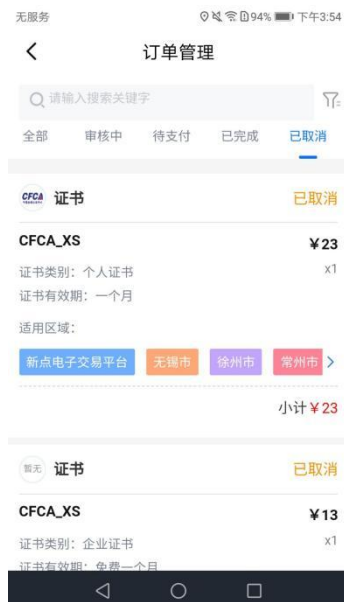 无服务 94% 下午3:54
订单管理
请输入搜索关键字
全部 审核中 待支付 已完成 已取消
CFCA 证书 已取消
CFCA_XS ¥23
证书类别：个人证书 x1
证书有效期：一个月
适用区域：
新点电子交易平台 无锡市 徐州市 常州市
小计¥23
暂无 证书 已取消
CFCA_XS ¥13
证书类别：企业证书 x1
证书有效期：免费一个月